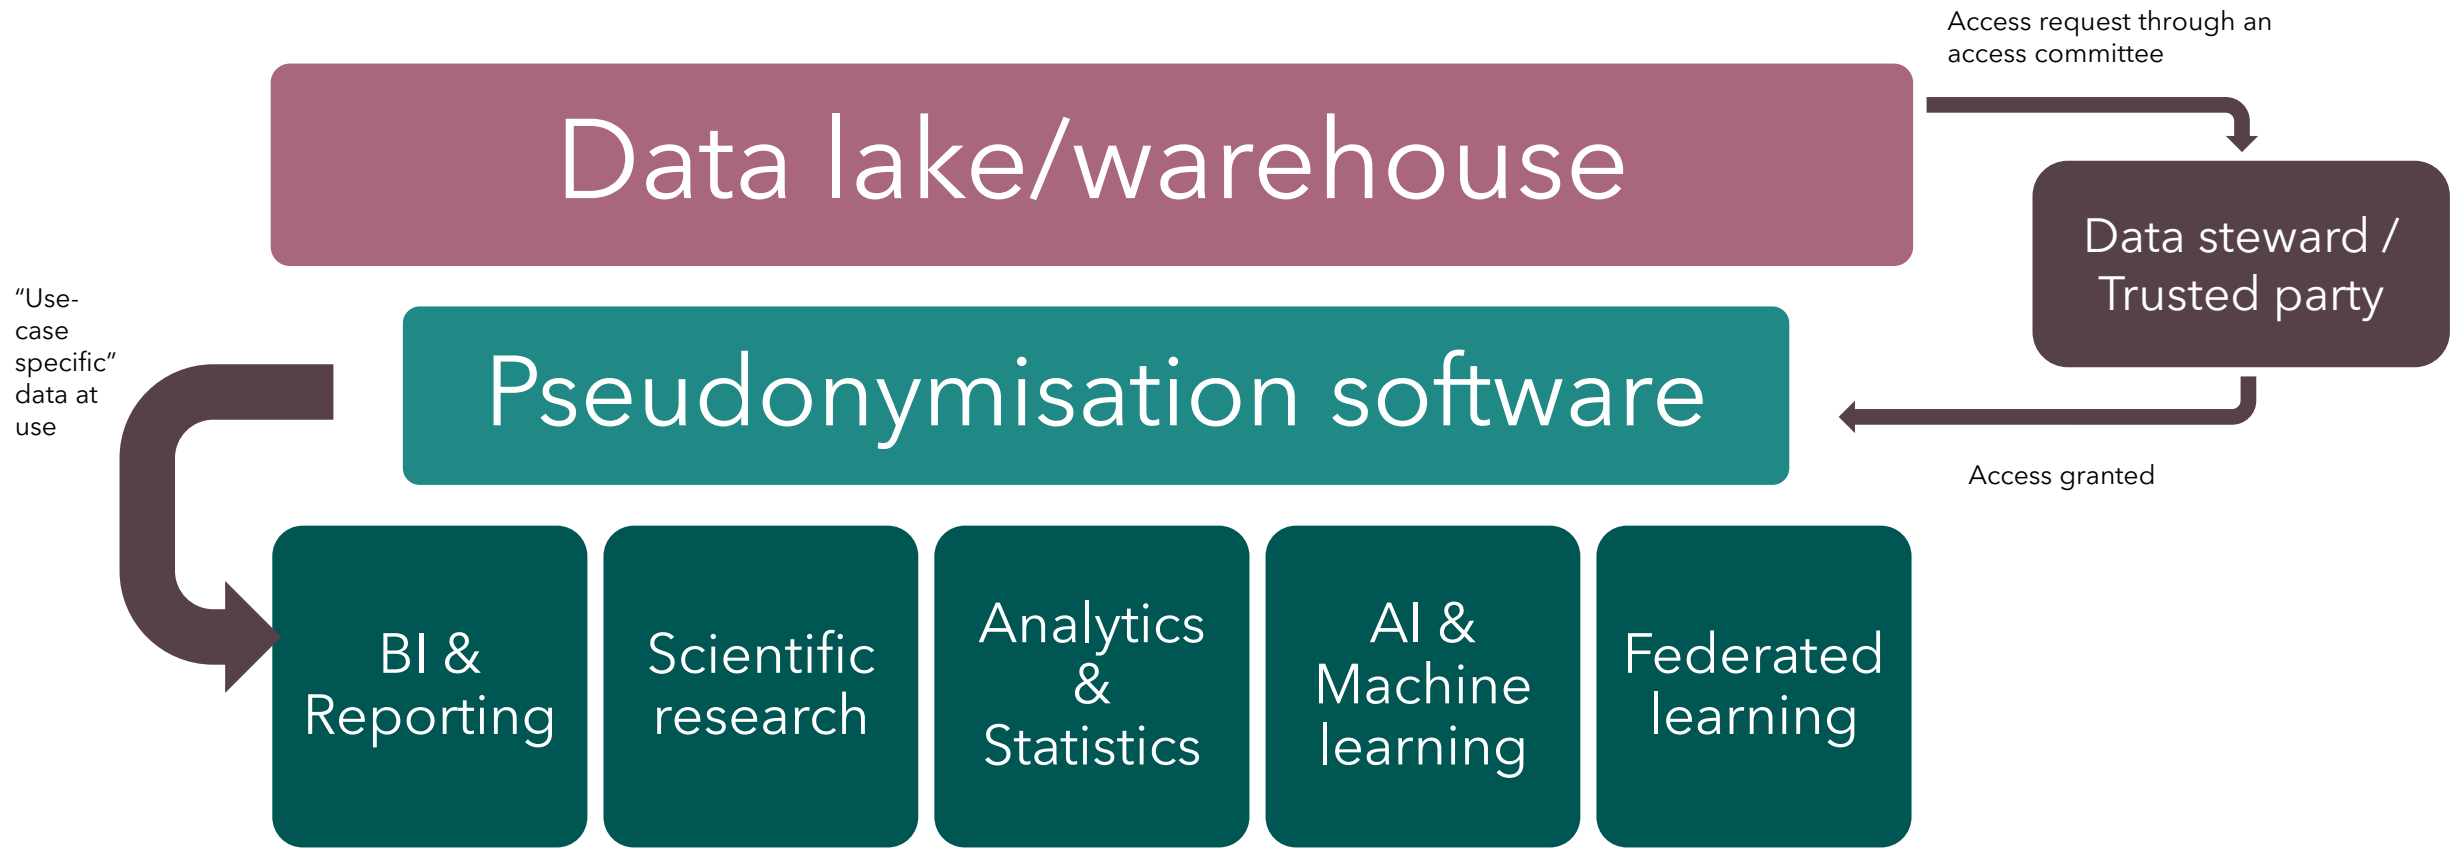 Access request through an
access committee
Data lake/warehouse
Data steward /
Trusted party
“Use-
case
specific”
data at
use
Pseudonymisation software
Access granted
BI &
Reporting
Scientific
research
Analytics
&
Statistics
AI &
Machine
learning
Federated
learning